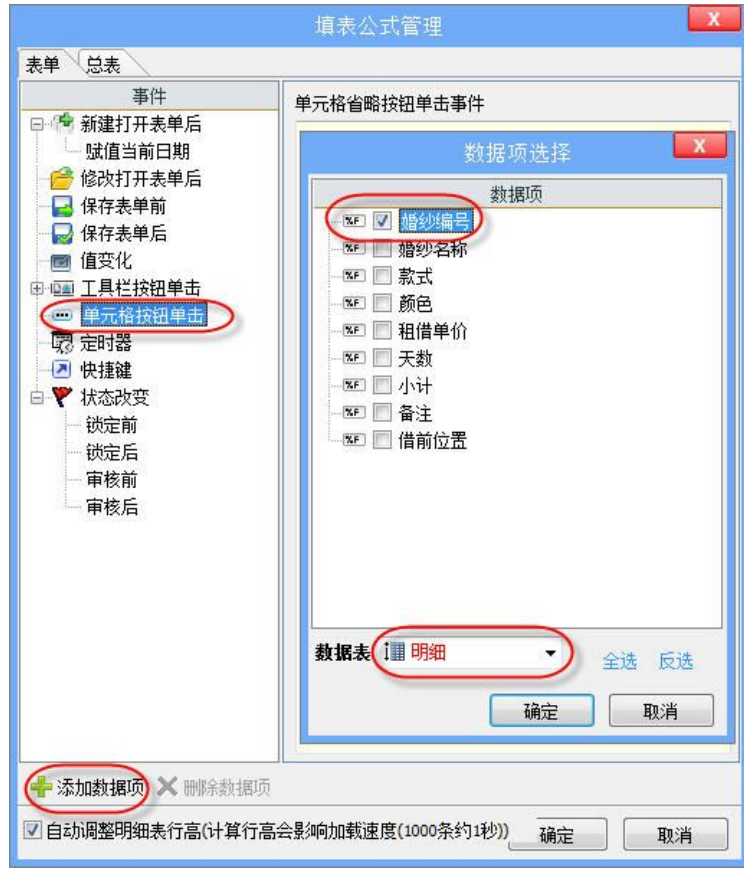 填表公式管理
X
表单 总表
事件
新建打开表单后
赋值当前日期
修改打开表单后
保存表单前
保存表单后
值变化
工具栏按钮单击
单元格按钮单击
定时器
快捷键
状态改变
锁定前
锁定后
审核前
审核后
单元格省略按钮单击事件
数据项选择
X
数据项
%F 婚纱编号
%F 婚纱名称
%F 款式
%F 颜色
%F 租借单价
%F 天数
%F 小计
%F 备注
%F 借前位置
数据表 明细
全选 反选
确定 取消
添加数据项 删除数据项
自动调整明细表行高(计算行高会影响加载速度(1000条约1秒)) 确定 取消